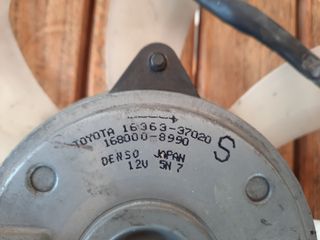 TOYOTA 16363-37020
168000-8990
DENSO JAPAN
12V 5N 7
S